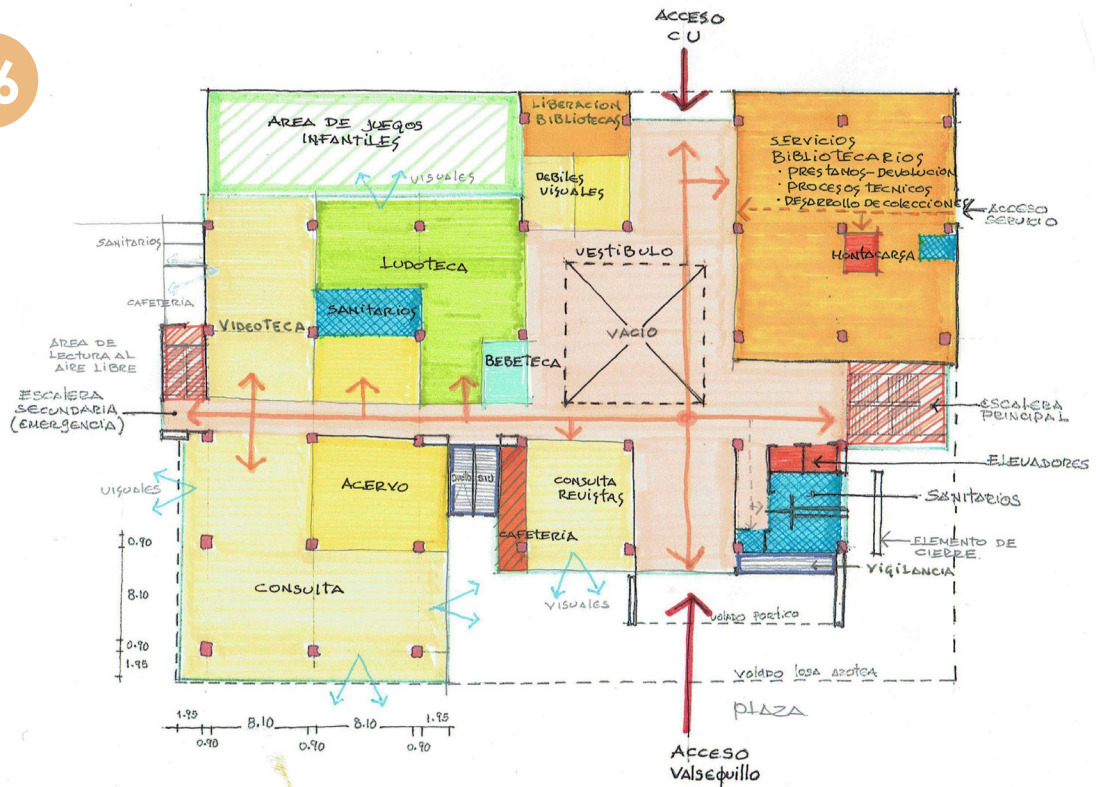 6
ACCESO
CU
AREA DE JUEGOS
INFANTILES
VISUALES
LIBERACION
BIBLIOTECAS
DEBILES
VISUALES
SERVICIOS
BIBLIOTECARIOS
• PRESTAMOS-DEVOLUCION
• PROCESOS TECNICOS
• DESARROLLO DE COLECCIONES
ACCESO
SERVICIO
MONTACARGA
SANITARIOS
CAFETERIA
VIDEOTECA
LUDOTECA
SANITARIOS
BEBETECA
VESTIBULO
VACIO
AREA DE
LECTURA AL
AIRE LIBRE
ESCALERA
SECUNDARIA
(EMERGENCIA)
ESCALERA
PRINCIPAL
ELEVADORES
SANITARIOS
ELEMENTO DE
CIERRE.
VIGILANCIA
VISUALES
ACERVO
CONSULTA
REVISTAS
CAFETERIA
CONSULTA
VISUALES
VOLADO PORTICO
VOLADO LOSA AZOTEA
PLAZA
0.90
8.10
0.90
1.95
1.95
8.10
8.10
1.95
0.90
0.90
0.90
ACCESO
Valsequillo